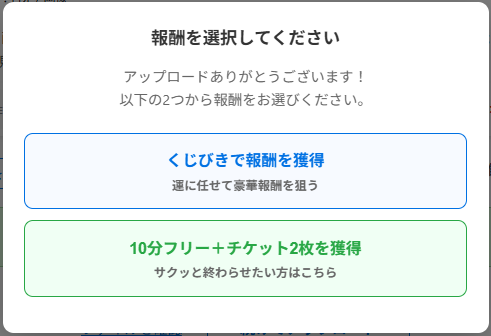 報酬を選択してください
アップロードありがとうございます！
以下の2つから報酬をお選びください。
くじびきで報酬を獲得
運に任せて豪華報酬を狙う
10分フリー＋チケット2枚を獲得
サクッと終わらせたい方はこちら